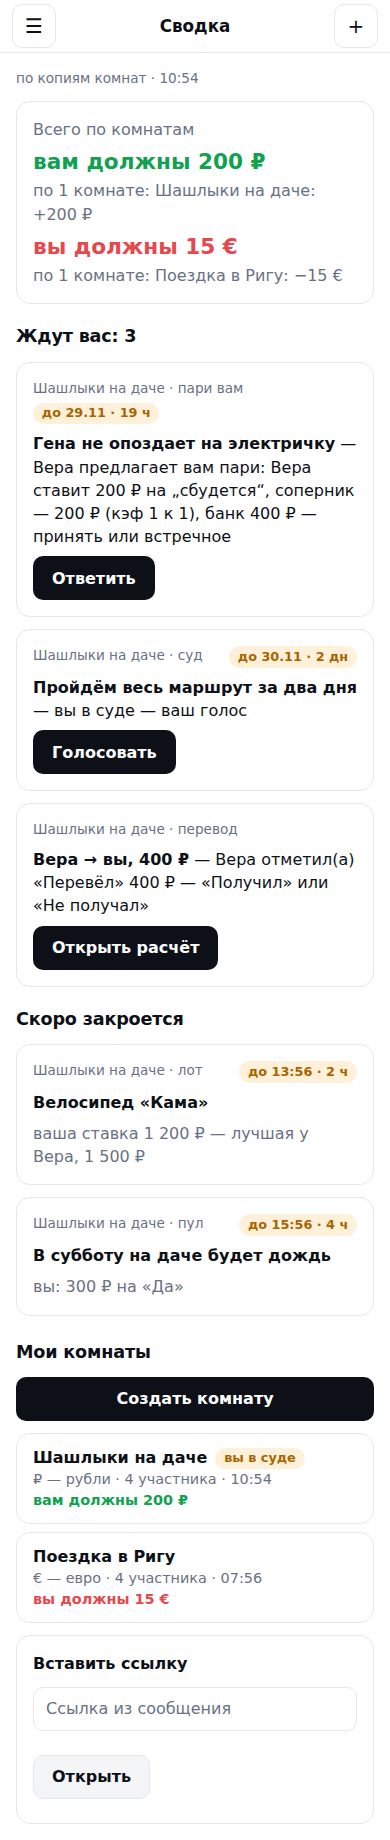 ☰
Сводка
+
по копиям комнат · 10:54
Всего по комнатам
вам должны 200 ₽
по 1 комнате: Шашлыки на даче:
+200 ₽
вы должны 15 €
по 1 комнате: Поездка в Ригу: −15 €
Ждут вас: 3
Шашлыки на даче · пари вам
до 29.11 · 19 ч
Гена не опоздает на электричку —
Вера предлагает вам пари: Вера
ставит 200 ₽ на „сбудется“, соперник
— 200 ₽ (кэф 1 к 1), банк 400 ₽ —
принять или встречное
Ответить
Шашлыки на даче · суд
до 30.11 · 2 дн
Пройдём весь маршрут за два дня
— вы в суде — ваш голос
Голосовать
Шашлыки на даче · перевод
Вера → вы, 400 ₽ — Вера отметил(а)
«Перевёл» 400 ₽ — «Получил» или
«Не получал»
Открыть расчёт
Скоро закроется
Шашлыки на даче · лот
до 13:56 · 2 ч
Велосипед «Кама»
ваша ставка 1 200 ₽ — лучшая у
Вера, 1 500 ₽
Шашлыки на даче · пул
до 15:56 · 4 ч
В субботу на даче будет дождь
вы: 300 ₽ на «Да»
Мои комнаты
Создать комнату
Шашлыки на даче
вы в суде
₽ — рубли · 4 участника · 10:54
вам должны 200 ₽
Поездка в Ригу
€ — евро · 4 участника · 07:56
вы должны 15 €
Вставить ссылку
Ссылка из сообщения
Открыть